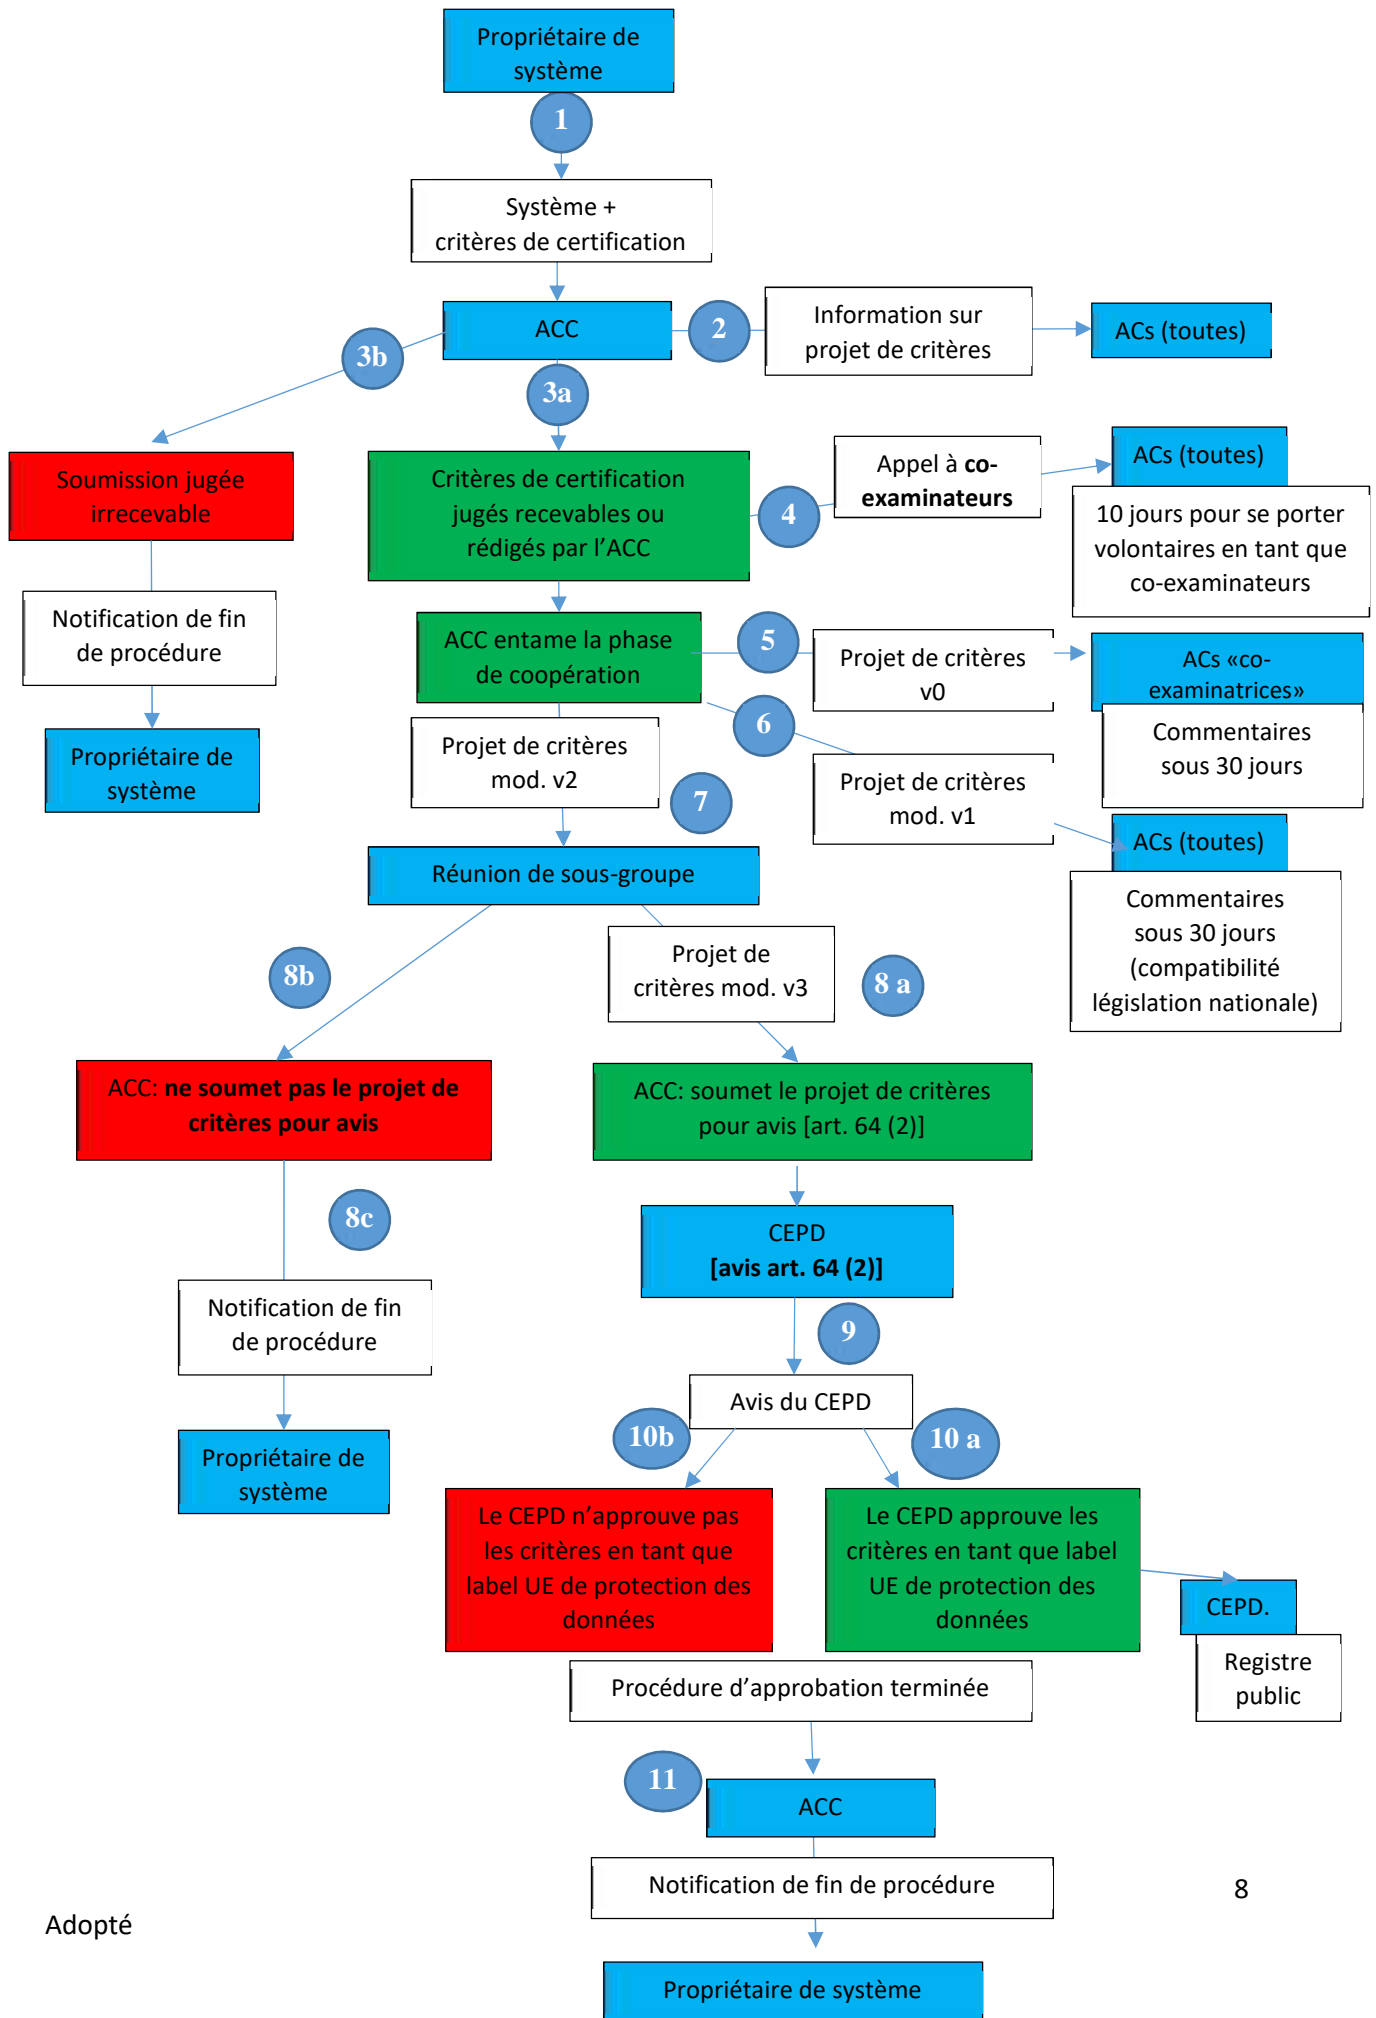 Propriétaire de
système
1
Système +
critères de certification
ACC
2
Information sur
projet de critères
ACs (toutes)
3b
3a
Soumission jugée
irrecevable
Critères de certification
jugés recevables ou
rédigés par l’ACC
4
Appel à co-
examinateurs
ACs (toutes)
10 jours pour se porter
volontaires en tant que
co-examinateurs
Notification de fin
de procédure
Propriétaire de
système
ACC entame la phase
de coopération
5
Projet de critères
v0
ACs «co-
examinatrices»
Commentaires
sous 30 jours
6
Projet de critères
mod. v1
ACs (toutes)
Commentaires
sous 30 jours
(compatibilité
législation nationale)
Projet de critères
mod. v2
7
Réunion de sous-groupe
8b
Projet de
critères mod. v3
8 a
ACC: ne soumet pas le projet de
critères pour avis
ACC: soumet le projet de critères
pour avis [art. 64 (2)]
8c
Notification de fin
de procédure
Propriétaire de
système
CEPD
[avis art. 64 (2)]
9
Avis du CEPD
10b
10 a
Le CEPD n’approuve pas
les critères en tant que
label UE de protection des
données
Le CEPD approuve les
critères en tant que label
UE de protection des
données
CEPD.
Registre
public
Procédure d’approbation terminée
11
ACC
Notification de fin de procédure
Propriétaire de système
8
Adopté